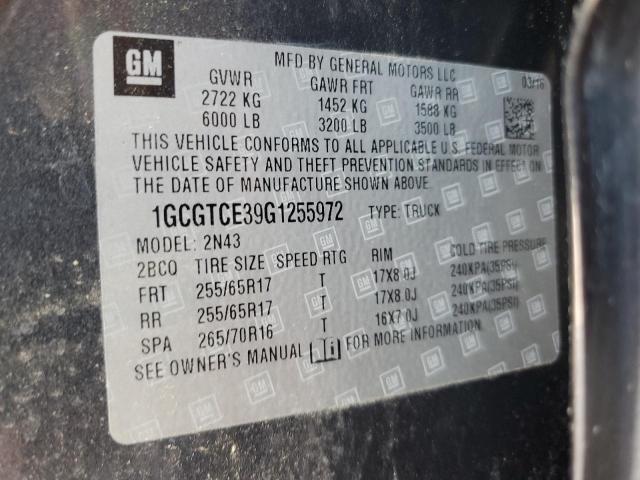 GM
MFD BY GENERAL MOTORS LLC
03/16
GVWR GAWR FRT GAWR RR
2722 KG 1452 KG 1588 KG
6000 LB 3200 LB 3500 LB
THIS VEHICLE CONFORMS TO ALL APPLICABLE U.S. FEDERAL MOTOR
VEHICLE SAFETY AND THEFT PREVENTION STANDARDS IN EFFECT ON
THE DATE OF MANUFACTURE SHOWN ABOVE.
1GCGTCE39G1255972 TYPE: TRUCK
MODEL: 2N43
2BCO TIRE SIZE SPEED RTG RIM COLD TIRE PRESSURE
FRT 255/65R17 T 17X8.0J 240KPA(35PSI)
RR 255/65R17 T 17X8.0J 240KPA(35PSI)
SPA 265/70R16 T 16X7.0J 240KPA(35PSI)
SEE OWNER'S MANUAL FOR MORE INFORMATION